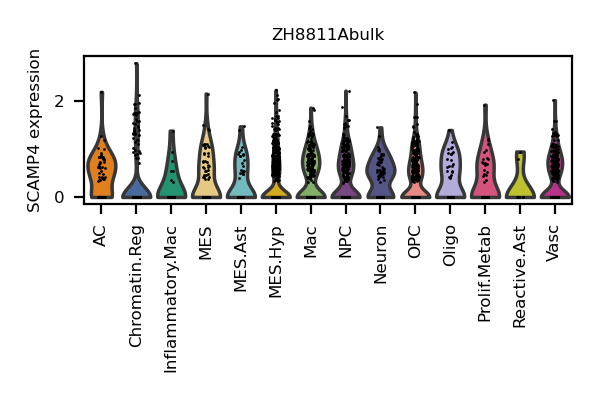 ZH8811Abulk
SCAMP4 expression
2
0
AC
Chromatin.Reg
Inflammatory.Mac
MES
MES.Ast
MES.Hyp
Mac
NPC
Neuron
OPC
Oligo
Prolif.Metab
Reactive.Ast
Vasc